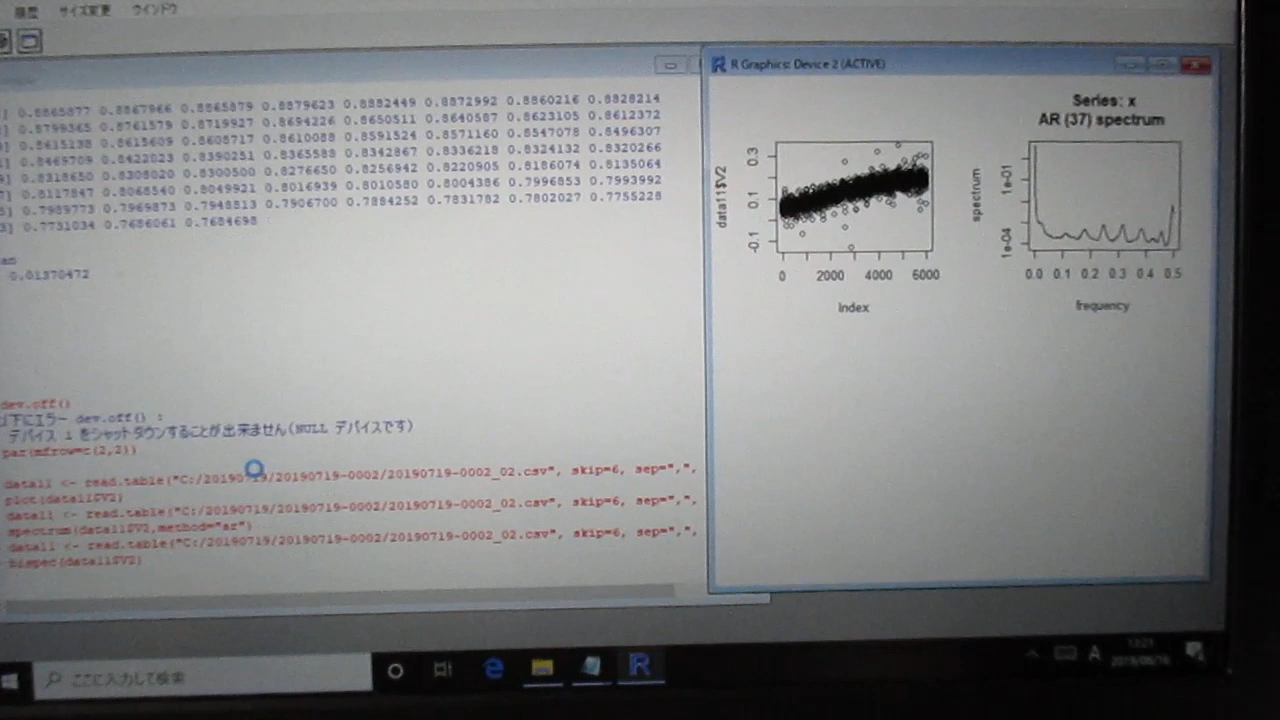 履歴 サイズ変更 ウインドウ
R Graphics: Device 2 (ACTIVE)
] 0.8865877 0.8867966 0.8865879 0.8879623 0.8882449 0.8872992 0.8860216 0.8828214
] 0.8799365 0.8761579 0.8719927 0.8694226 0.8650511 0.8640587 0.8623105 0.8612372
] 0.8615138 0.8615609 0.8608717 0.8610088 0.8591524 0.8571160 0.8547078 0.8496307
] 0.8469709 0.8422023 0.8390251 0.8365588 0.8342867 0.8336218 0.8324132 0.8320266
] 0.8318650 0.8308020 0.8300500 0.8276650 0.8256942 0.8220905 0.8186074 0.8135064
] 0.8117847 0.8068540 0.8049921 0.8016939 0.8010580 0.8004386 0.7996853 0.7993992
] 0.7989773 0.7969873 0.7948813 0.7906700 0.7884252 0.7831782 0.7802027 0.7755228
] 0.7731034 0.7686061 0.7684698
an
0.01370472
dev.off()
以下にエラー dev.off() :
デバイス 1 をシャットダウンすることが出来ません(NULL デバイスです)
par(mfrow=c(2,2))
data11 <- read.table("C:/20190719/20190719-0002/20190719-0002_02.csv", skip=6, sep=",",
plot(data11$V2)
data11 <- read.table("C:/20190719/20190719-0002/20190719-0002_02.csv", skip=6, sep=",",
spectrum(data11$V2,method="ar")
data11 <- read.table("C:/20190719/20190719-0002/20190719-0002_02.csv", skip=6, sep=",",
bispec(data11$V2)
data11$V2
0.3
0.1
-0.1
0 2000 4000 6000
Index
Series: x
AR (37) spectrum
spectrum
1e-01
1e-04
0.0 0.1 0.2 0.3 0.4 0.5
frequency
ここに入力して検索
A